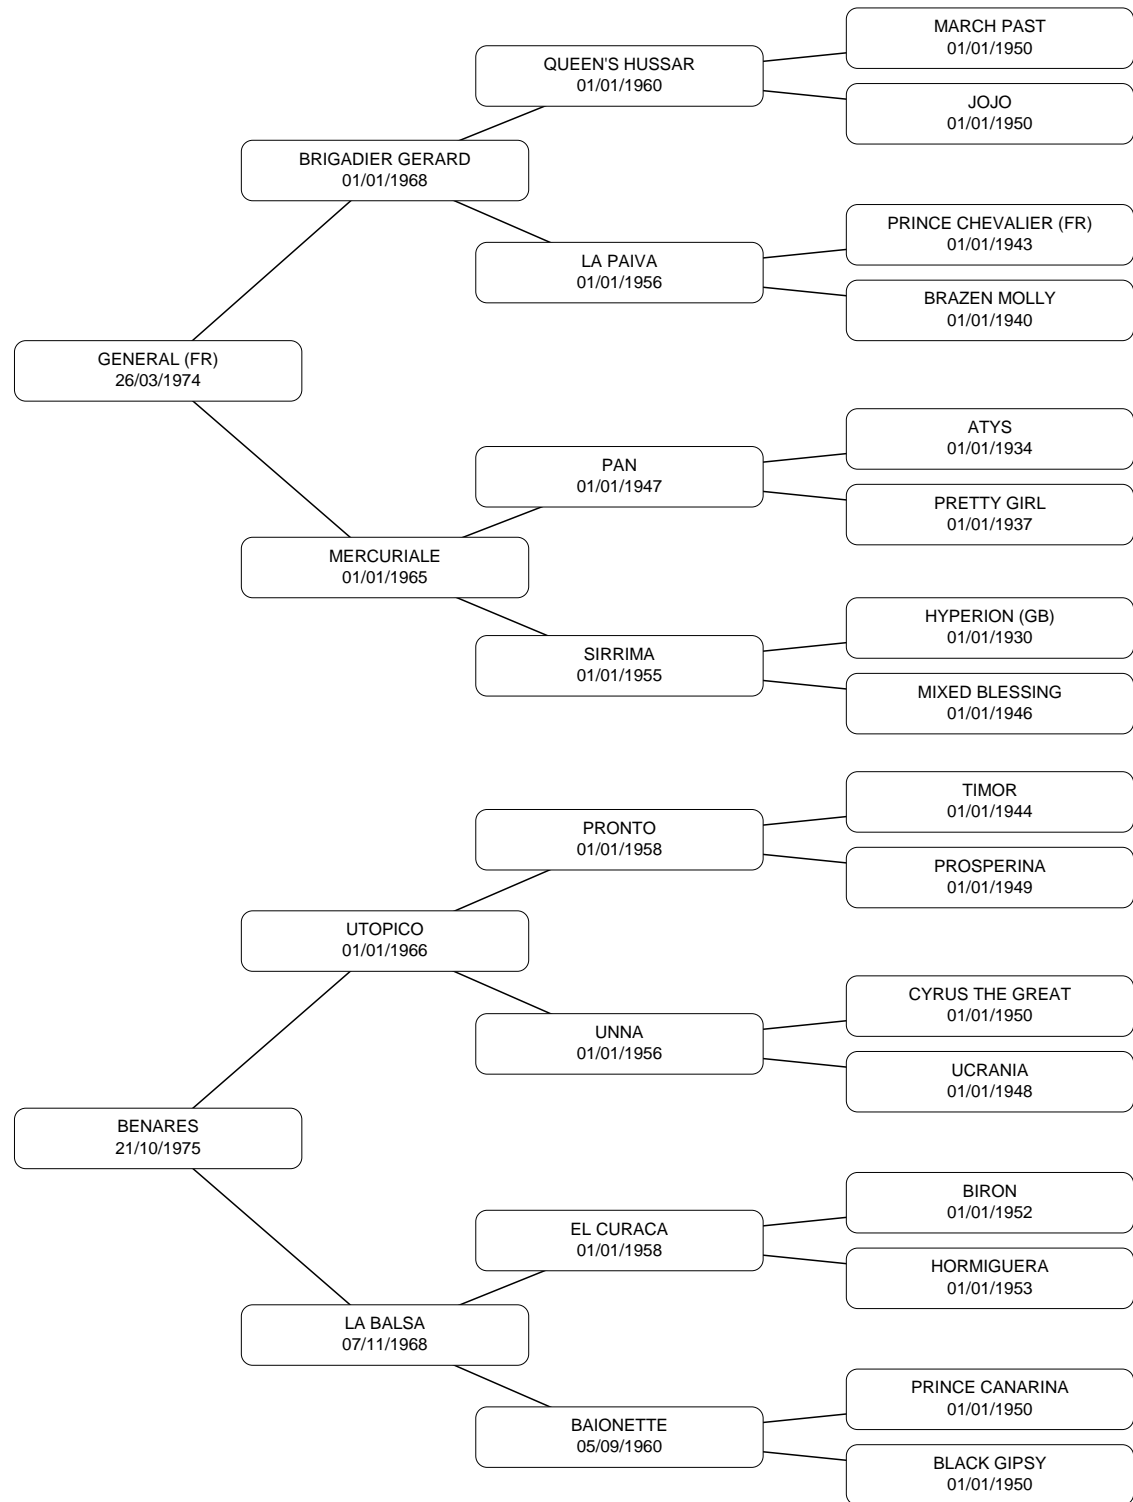 MARCH PAST
01/01/1950
QUEEN'S HUSSAR
01/01/1960
JOJO
01/01/1950
BRIGADIER GERARD
01/01/1968
PRINCE CHEVALIER (FR)
01/01/1943
LA PAIVA
01/01/1956
BRAZEN MOLLY
01/01/1940
GENERAL (FR)
26/03/1974
ATYS
01/01/1934
PAN
01/01/1947
PRETTY GIRL
01/01/1937
MERCURIALE
01/01/1965
HYPERION (GB)
01/01/1930
SIRRIMA
01/01/1955
MIXED BLESSING
01/01/1946
TIMOR
01/01/1944
PRONTO
01/01/1958
PROSPERINA
01/01/1949
UTOPICO
01/01/1966
CYRUS THE GREAT
01/01/1950
UNNA
01/01/1956
UCRANIA
01/01/1948
BENARES
21/10/1975
BIRON
01/01/1952
EL CURACA
01/01/1958
HORMIGUERA
01/01/1953
LA BALSA
07/11/1968
PRINCE CANARINA
01/01/1950
BAIONETTE
05/09/1960
BLACK GIPSY
01/01/1950